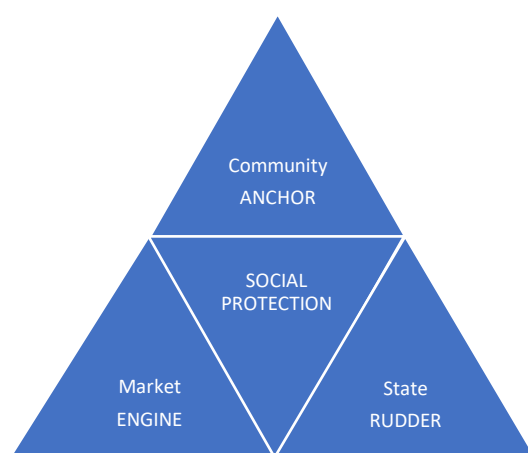 Community
ANCHOR
SOCIAL
PROTECTION
Market
ENGINE
State
RUDDER